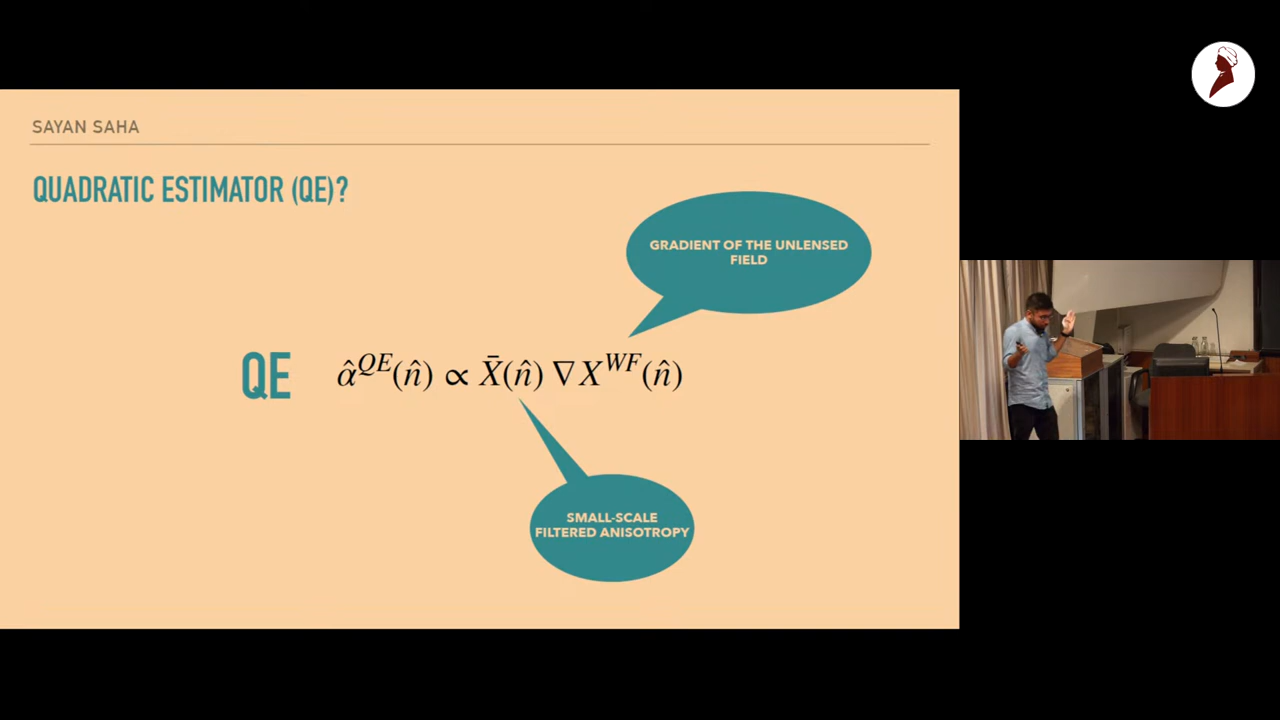 SAYAN SAHA
QUADRATIC ESTIMATOR (QE)?
GRADIENT OF THE UNLENSED
FIELD
QE
α̂^{QE}(n̂) ∝ X̄(n̂) ∇X^{WF}(n̂)
SMALL-SCALE
FILTERED ANISOTROPY